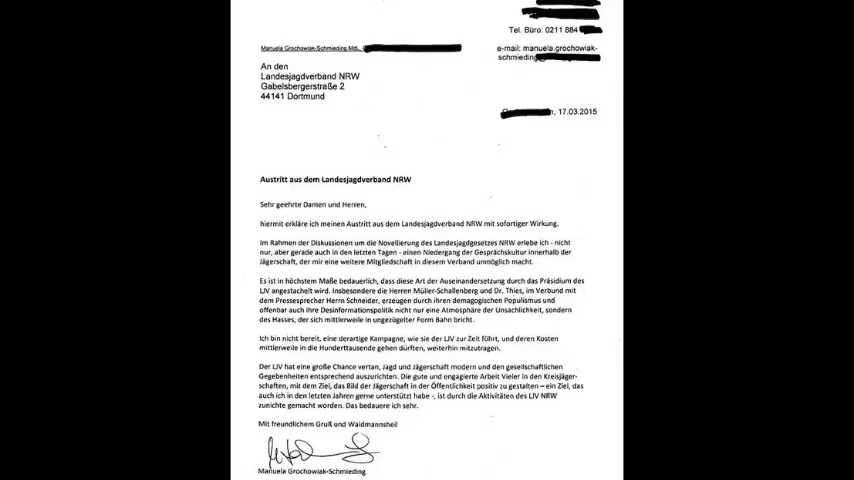 Tel. Büro: 0211 884
Manuela Grochowiak-Schmieding MdL,
e-mail: manuela.grochowiak-
schmieding
An den
Landesjagdverband NRW
Gabelsbergerstraße 2
44141 Dortmund
, 17.03.2015
Austritt aus dem Landesjagdverband NRW
Sehr geehrte Damen und Herren,
hiermit erkläre ich meinen Austritt aus dem Landesjagdverband NRW mit sofortiger Wirkung.
Im Rahmen der Diskussionen um die Novellierung des Landesjagdgesetzes NRW erlebe ich - nicht
nur, aber gerade auch in den letzten Tagen - einen Niedergang der Gesprächskultur innerhalb der
Jägerschaft, der mir eine weitere Mitgliedschaft in diesem Verband unmöglich macht.
Es ist in höchstem Maße bedauerlich, dass diese Art der Auseinandersetzung durch das Präsidium des
LJV angestachelt wird. Insbesondere die Herren Müller-Schallenberg und Dr. Thies, im Verbund mit
dem Pressesprecher Herrn Schneider, erzeugen durch ihren demagogischen Populismus und
offenbar auch ihre Desinformationspolitik nicht nur eine Atmosphäre der Unsachlichkeit, sondern
des Hasses, der sich mittlerweile in ungezügelter Form Bahn bricht.
Ich bin nicht bereit, eine derartige Kampagne, wie sie der LJV zur Zeit führt, und deren Kosten
mittlerweile in die Hunderttausende gehen dürften, weiterhin mitzutragen.
Der LJV hat eine große Chance vertan, Jagd und Jägerschaft modern und den gesellschaftlichen
Gegebenheiten entsprechend auszurichten. Die gute und engagierte Arbeit Vieler in den Kreisjäger-
schaften, mit dem Ziel, das Bild der Jägerschaft in der Öffentlichkeit positiv zu gestalten – ein Ziel, das
auch ich in den letzten Jahren gerne unterstützt habe -, ist durch die Aktivitäten des LJV NRW
zunichte gemacht worden. Das bedauere ich sehr.
Mit freundlichem Gruß und Waidmannsheil
Manuela Grochowiak-Schmieding